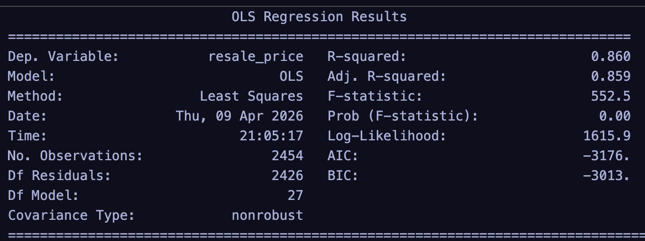 OLS Regression Results
==============================================================================
Dep. Variable: resale_price R-squared: 0.860
Model: OLS Adj. R-squared: 0.859
Method: Least Squares F-statistic: 552.5
Date: Thu, 09 Apr 2026 Prob (F-statistic): 0.00
Time: 21:05:17 Log-Likelihood: 1615.9
No. Observations: 2454 AIC: -3176.
Df Residuals: 2426 BIC: -3013.
Df Model: 27
Covariance Type: nonrobust
==============================================================================